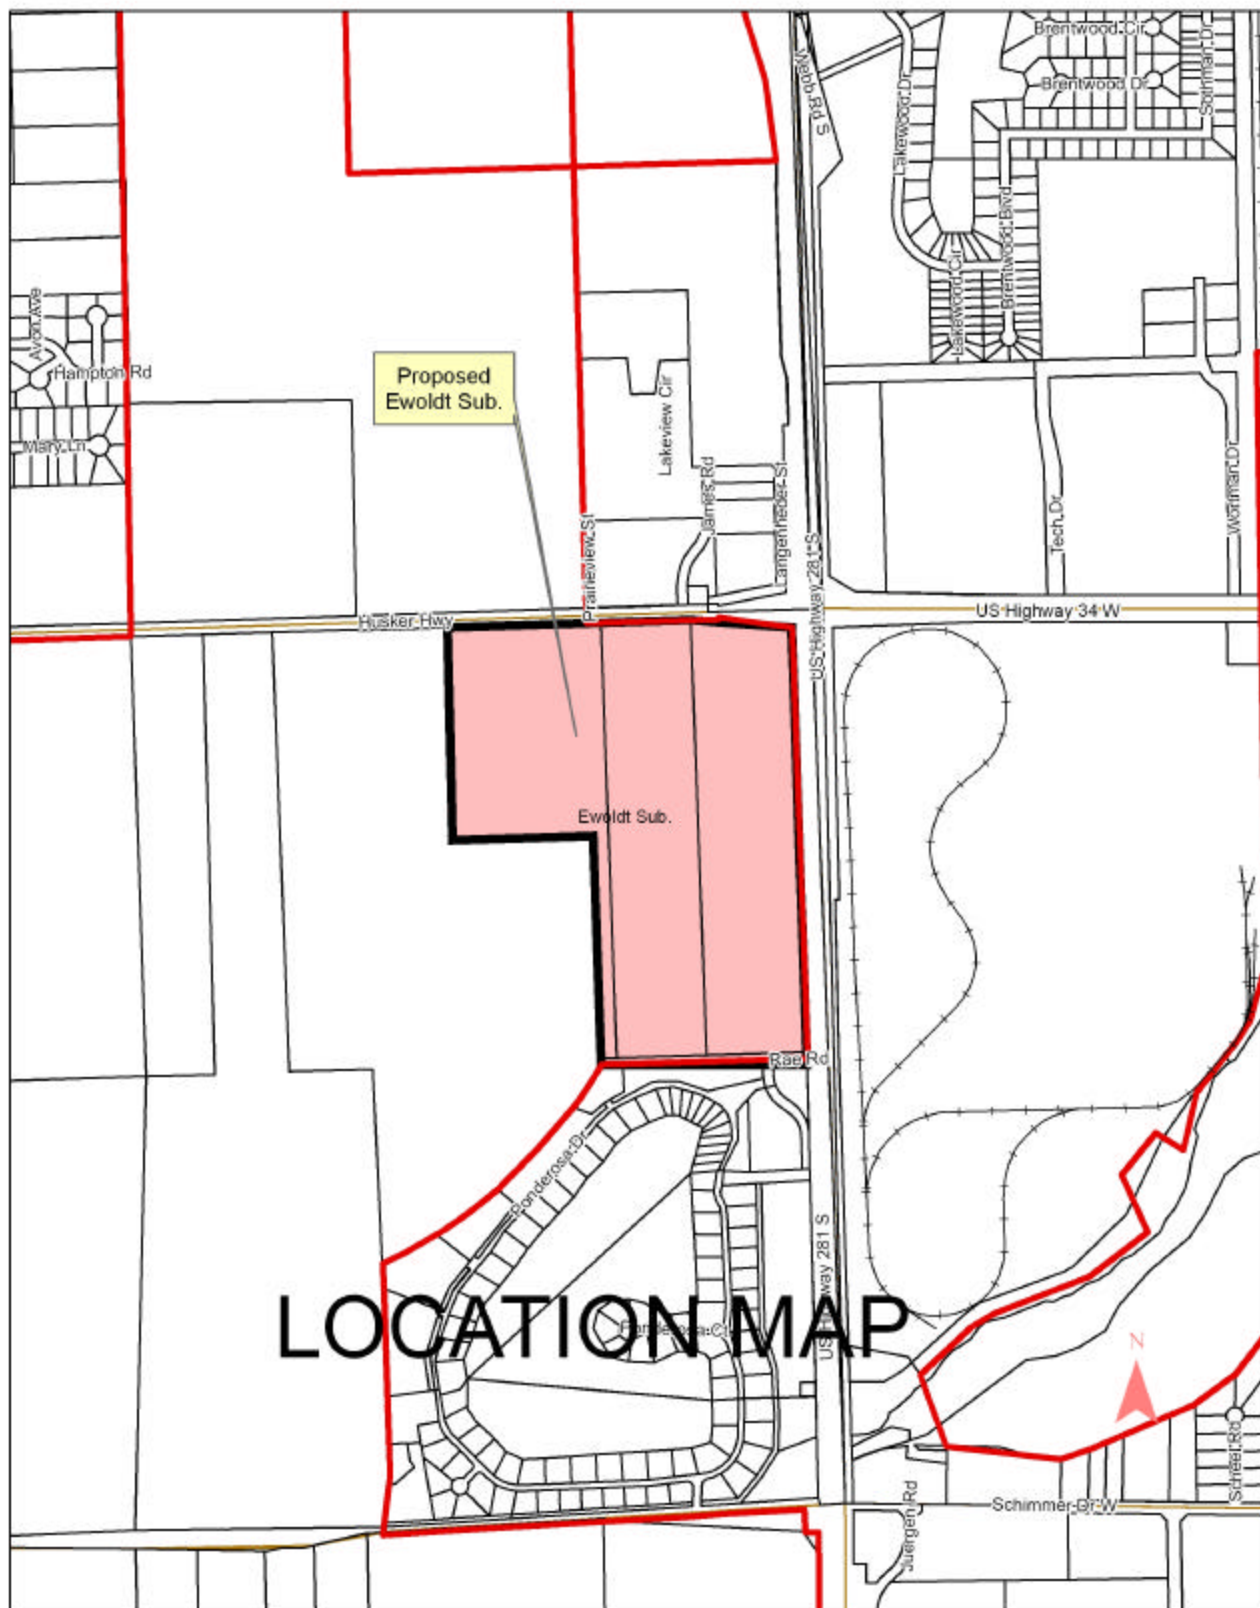 Brentwood Cir
Brentwood Dr
Sothman Dr
Webb Rd S
Lakewood Dr
Brentwood Blvd
Lakewood Cir
Avon Ave
Hampton Rd
Mary Ln
Proposed
Ewoldt Sub.
Lakeview Cir
James Rd
Langenheder St
Prairieview St
Tech Dr
Wortman Dr
US Highway 281 S
Husker Hwy
US Highway 34 W
Ewoldt Sub.
Rae Rd
Ponderosa Dr
US Highway 281 S
LOCATION MAP
Ponderosa Ct
N
Scheel Rd
Juergen Rd
Schimmer Dr W